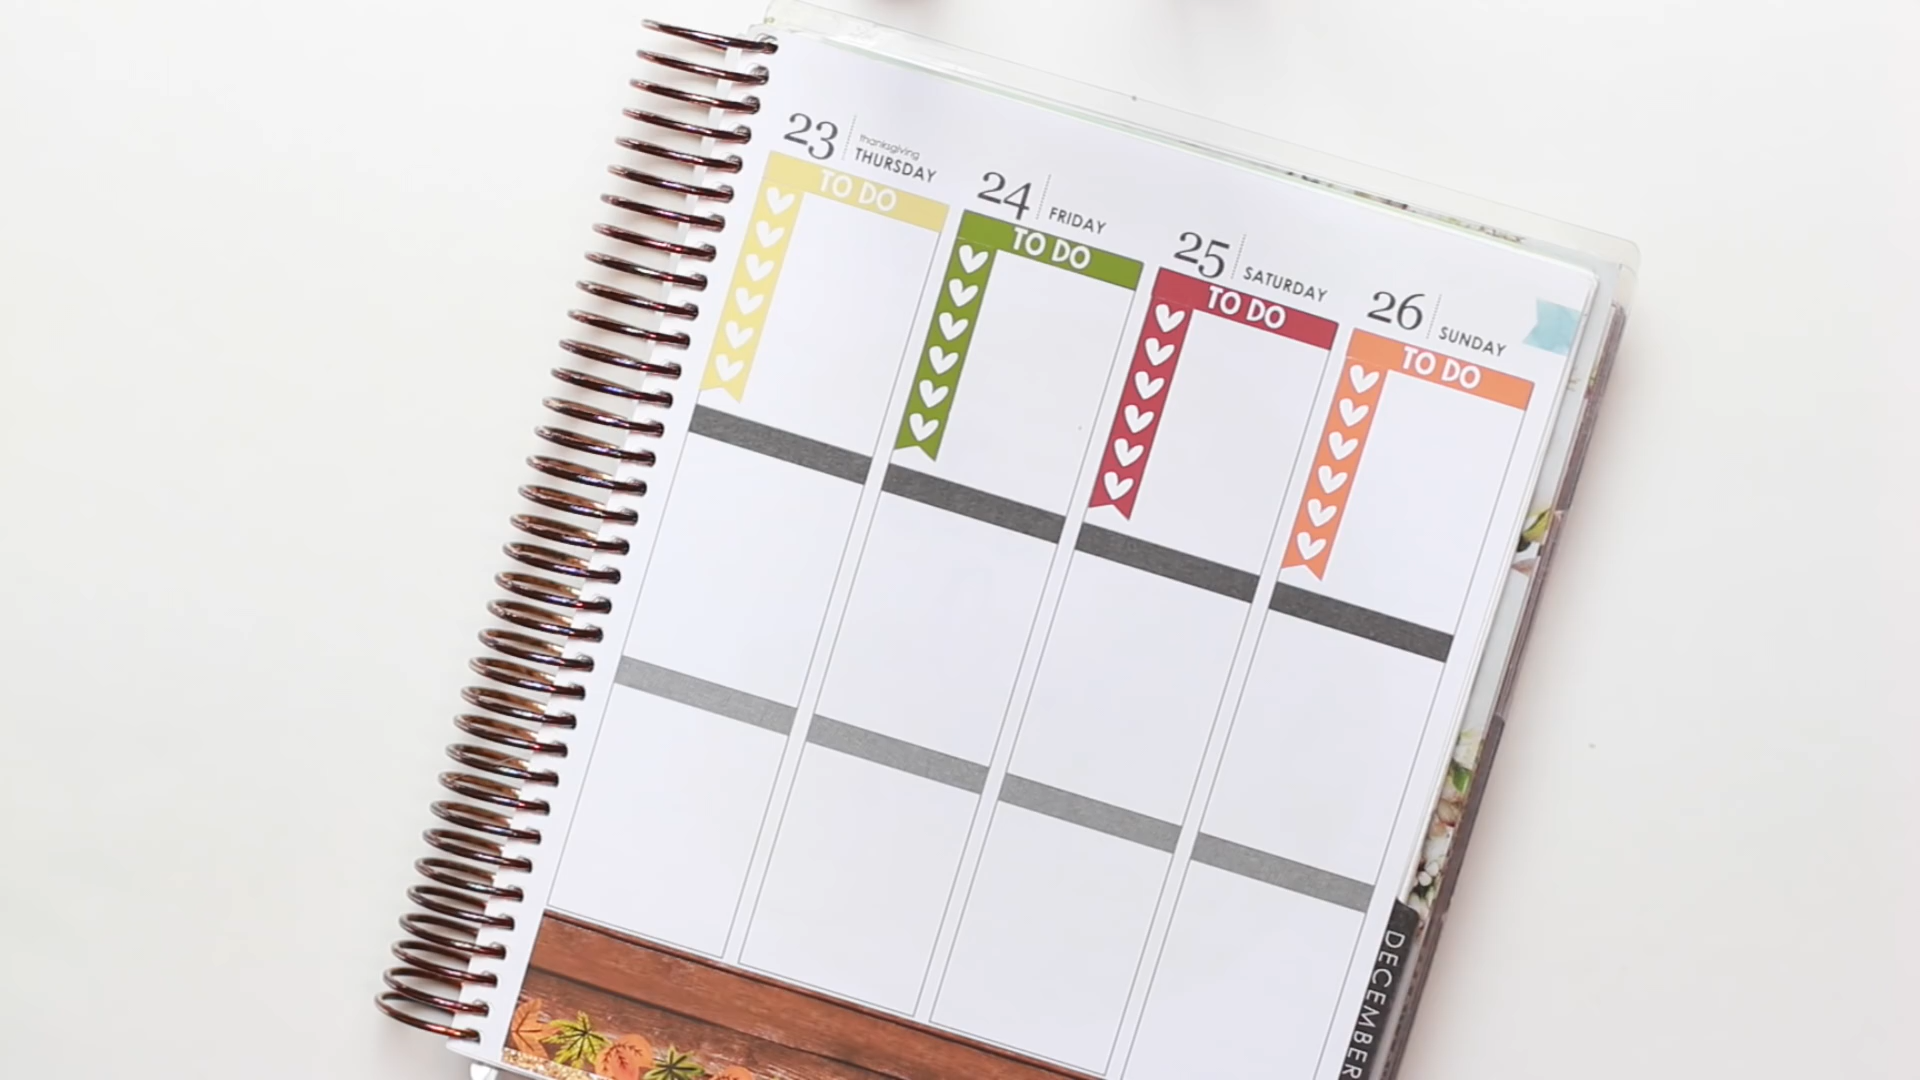 23
thanksgiving
THURSDAY
TO DO
24
FRIDAY
TO DO
25
SATURDAY
TO DO
26
SUNDAY
TO DO
DECEMBER